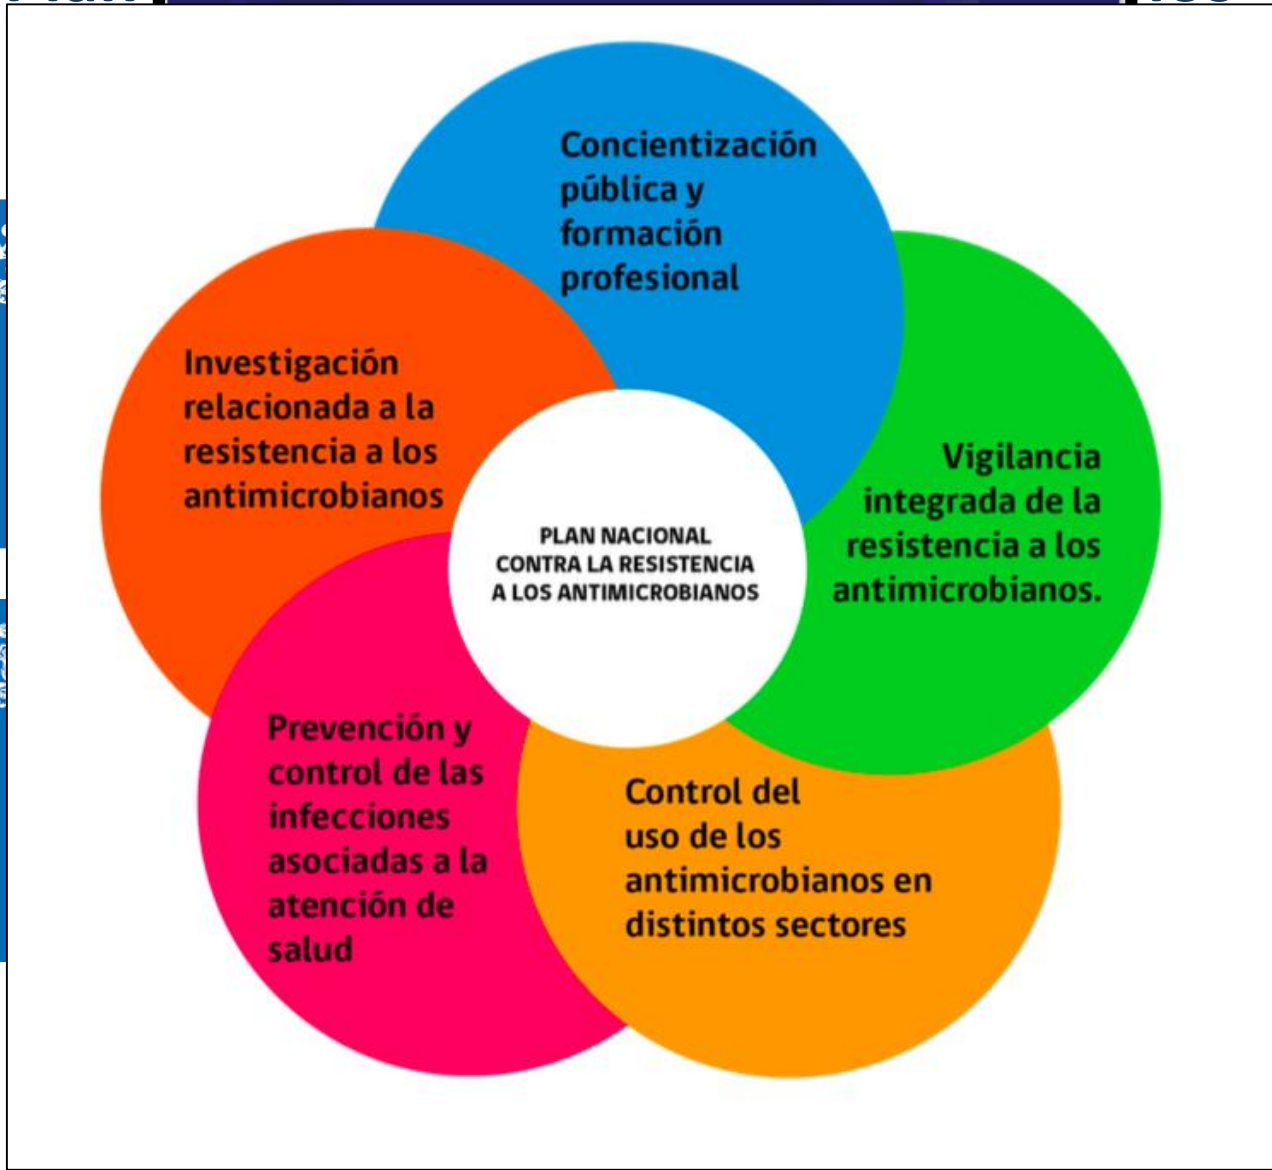 Concientización
pública y
formación
profesional
Vigilancia
integrada de la
resistencia a los
antimicrobianos.
Control del
uso de los
antimicrobianos en
distintos sectores
Prevención y
control de las
infecciones
asociadas a la
atención de
salud
Investigación
relacionada a la
resistencia a los
antimicrobianos
PLAN NACIONAL
CONTRA LA RESISTENCIA
A LOS ANTIMICROBIANOS